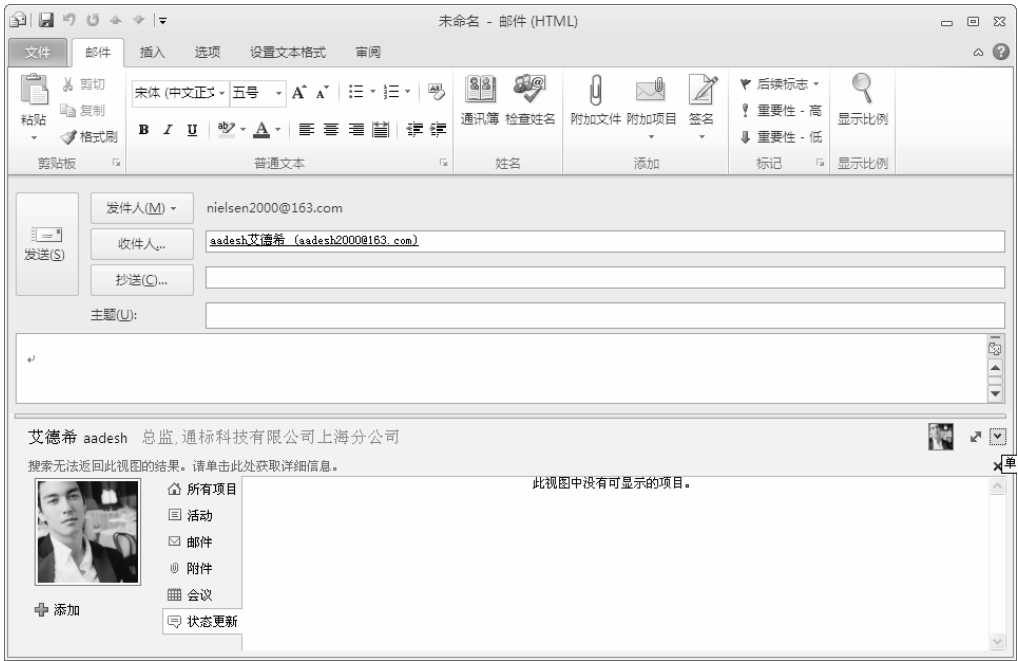 未命名 - 邮件 (HTML)
文件 邮件 插入 选项 设置文本格式 审阅
粘贴 剪切 复制 格式刷
宋体 (中文正文 五号 A A
B I U ab A
通讯簿 检查姓名 附加文件 附加项目 签名
后续标志
重要性 - 高
重要性 - 低
显示比例
剪贴板 普通文本 姓名 添加 标记 显示比例
发送(S)
发件人(M) nielsen2000@163.com
收件人... aadesh艾德希 (aadesh2000@163.com)
抄送(C)...
主题(U):
艾德希 aadesh 总监,通标科技有限公司上海分公司
搜索无法返回此视图的结果。请单击此处获取详细信息。
单
此视图中没有可显示的项目。
所有项目
活动
邮件
附件
会议
状态更新
添加